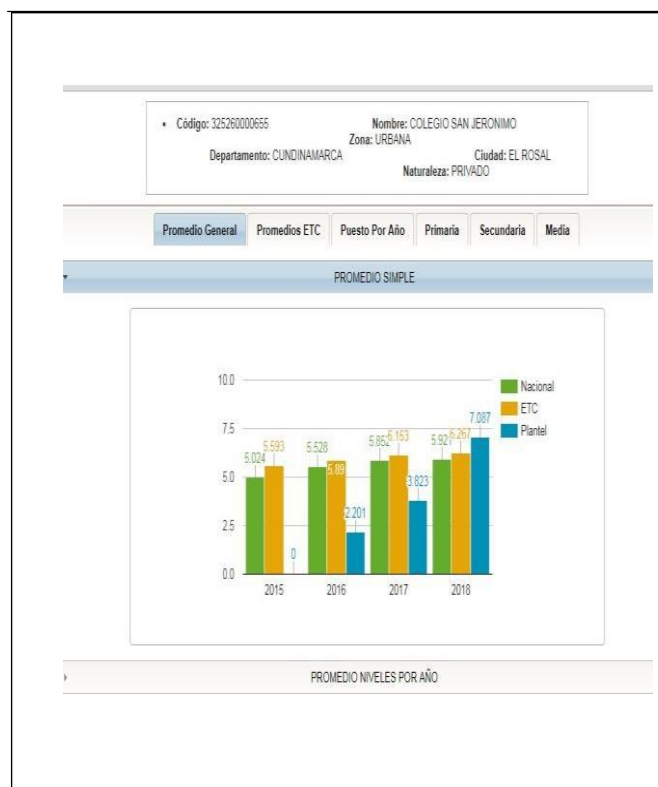 • Código: 325260000655 Nombre: COLEGIO SAN JERONIMO
Zona: URBANA
Departamento: CUNDINAMARCA Ciudad: EL ROSAL
Naturaleza: PRIVADO
Promedio General Promedios ETC Puesto Por Año Primaria Secundaria Media
PROMEDIO SIMPLE
10.0
7.5
5.0
2.5
0.0
5.024 5.593 0
5.528 5.89 2.201
5.852 6.153 3.823
5.921 6.267 7.087
2015 2016 2017 2018
Nacional
ETC
Plantel
PROMEDIO NIVELES POR AÑO